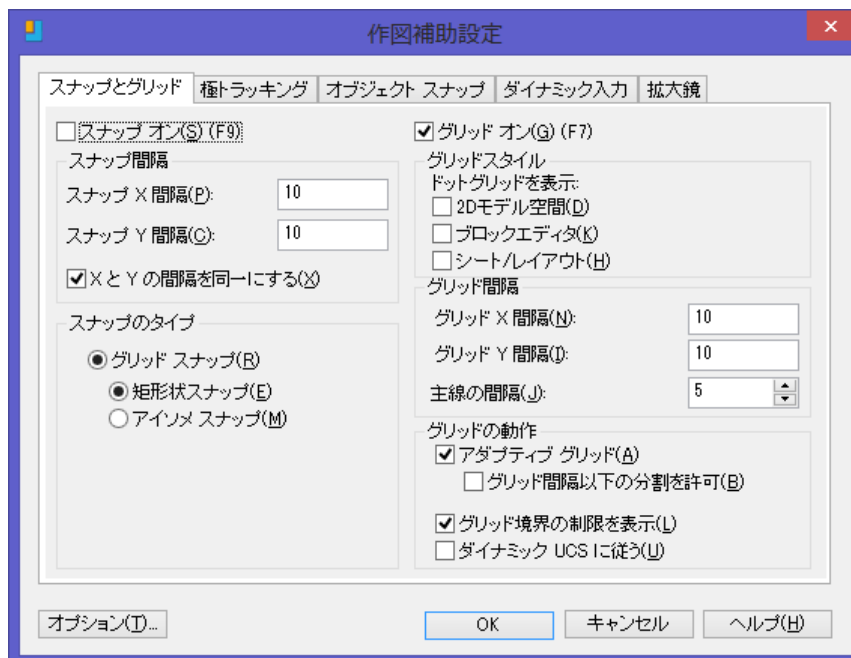 作図補助設定
スナップとグリッド
極トラッキング
オブジェクト スナップ
ダイナミック入力
拡大鏡
スナップ オン(S) (F9)
スナップ間隔
スナップ X 間隔(P):
10
スナップ Y 間隔(C):
10
X と Y の間隔を同一にする(X)
スナップのタイプ
グリッド スナップ(R)
矩形状スナップ(E)
アイソメ スナップ(M)
グリッド オン(G) (F7)
グリッドスタイル
ドットグリッドを表示:
2Dモデル空間(D)
ブロックエディタ(K)
シート/レイアウト(H)
グリッド間隔
グリッド X 間隔(N):
10
グリッド Y 間隔(I):
10
主線の間隔(J):
5
グリッドの動作
アダプティブ グリッド(A)
グリッド間隔以下の分割を許可(B)
グリッド境界の制限を表示(L)
ダイナミック UCS に従う(U)
オプション(T)...
OK
キャンセル
ヘルプ(H)